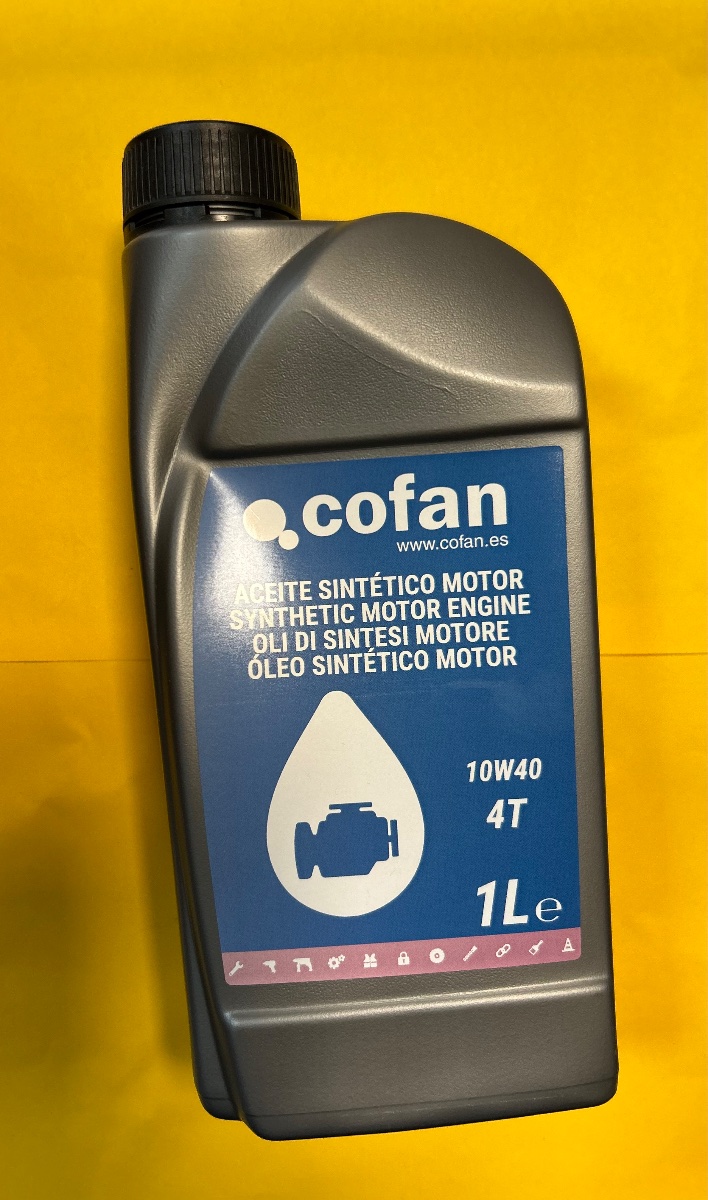 cofan
www.cofan.es
ACEITE SINTÉTICO MOTOR
SYNTHETIC MOTOR ENGINE
OLI DI SINTESI MOTORE
ÓLEO SINTÉTICO MOTOR
10W40
4T
1L ℮